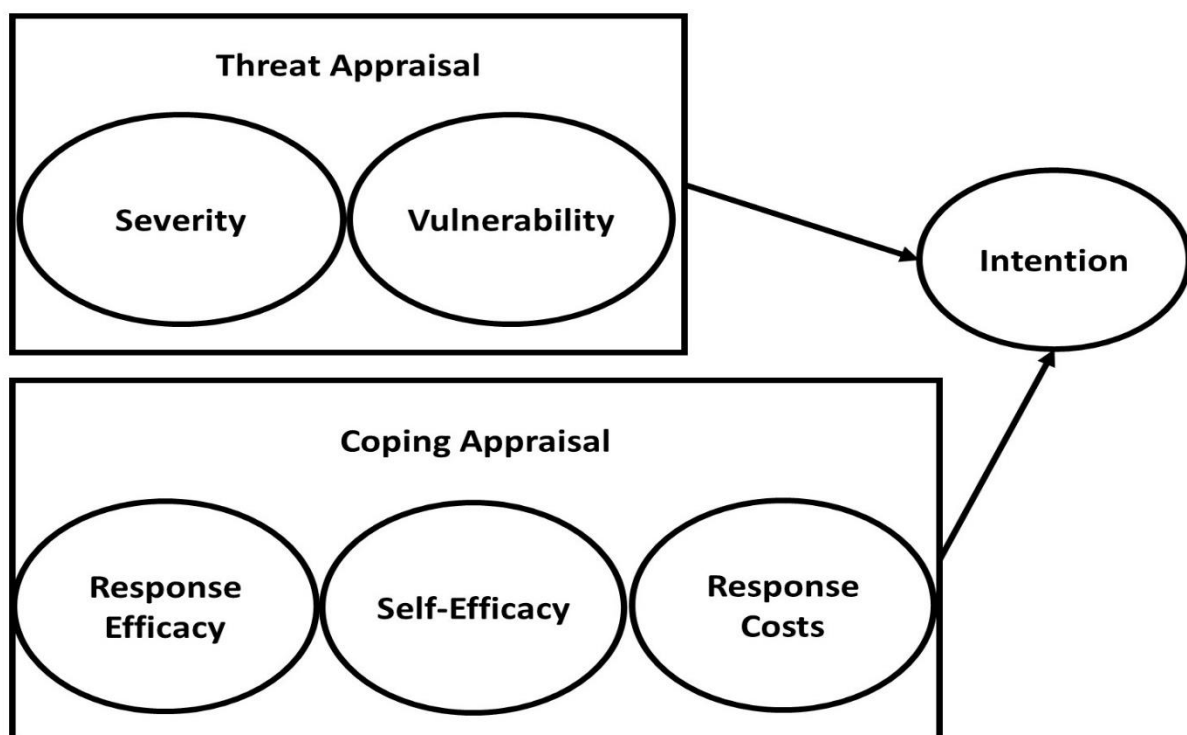 Threat Appraisal
Severity
Vulnerability
Intention
Coping Appraisal
Response
Efficacy
Self-Efficacy
Response
Costs